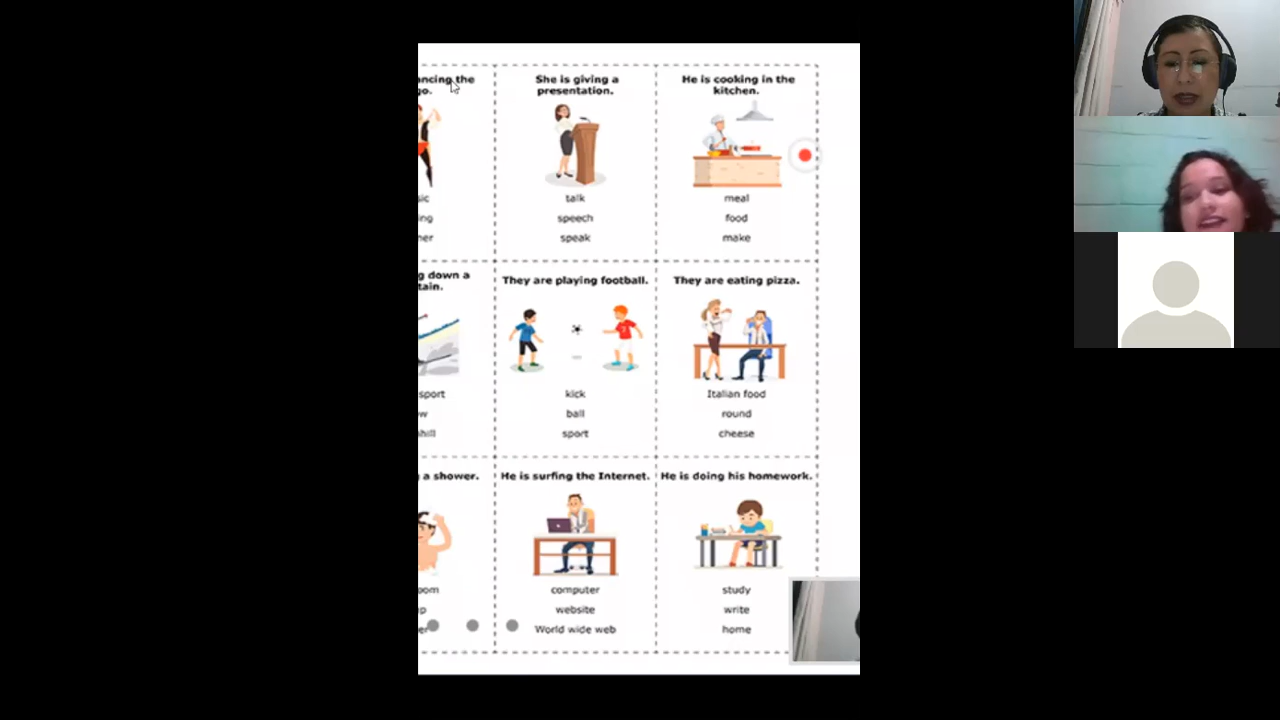 the
She is giving a
presentation.
talk
speech
speak
He is cooking in the
kitchen.
meal
food
make
down a
They are playing football.
kick
ball
sport
They are eating pizza.
Italian food
round
cheese
sport
a shower.
He is surfing the Internet.
computer
website
World wide web
He is doing his homework.
study
write
home